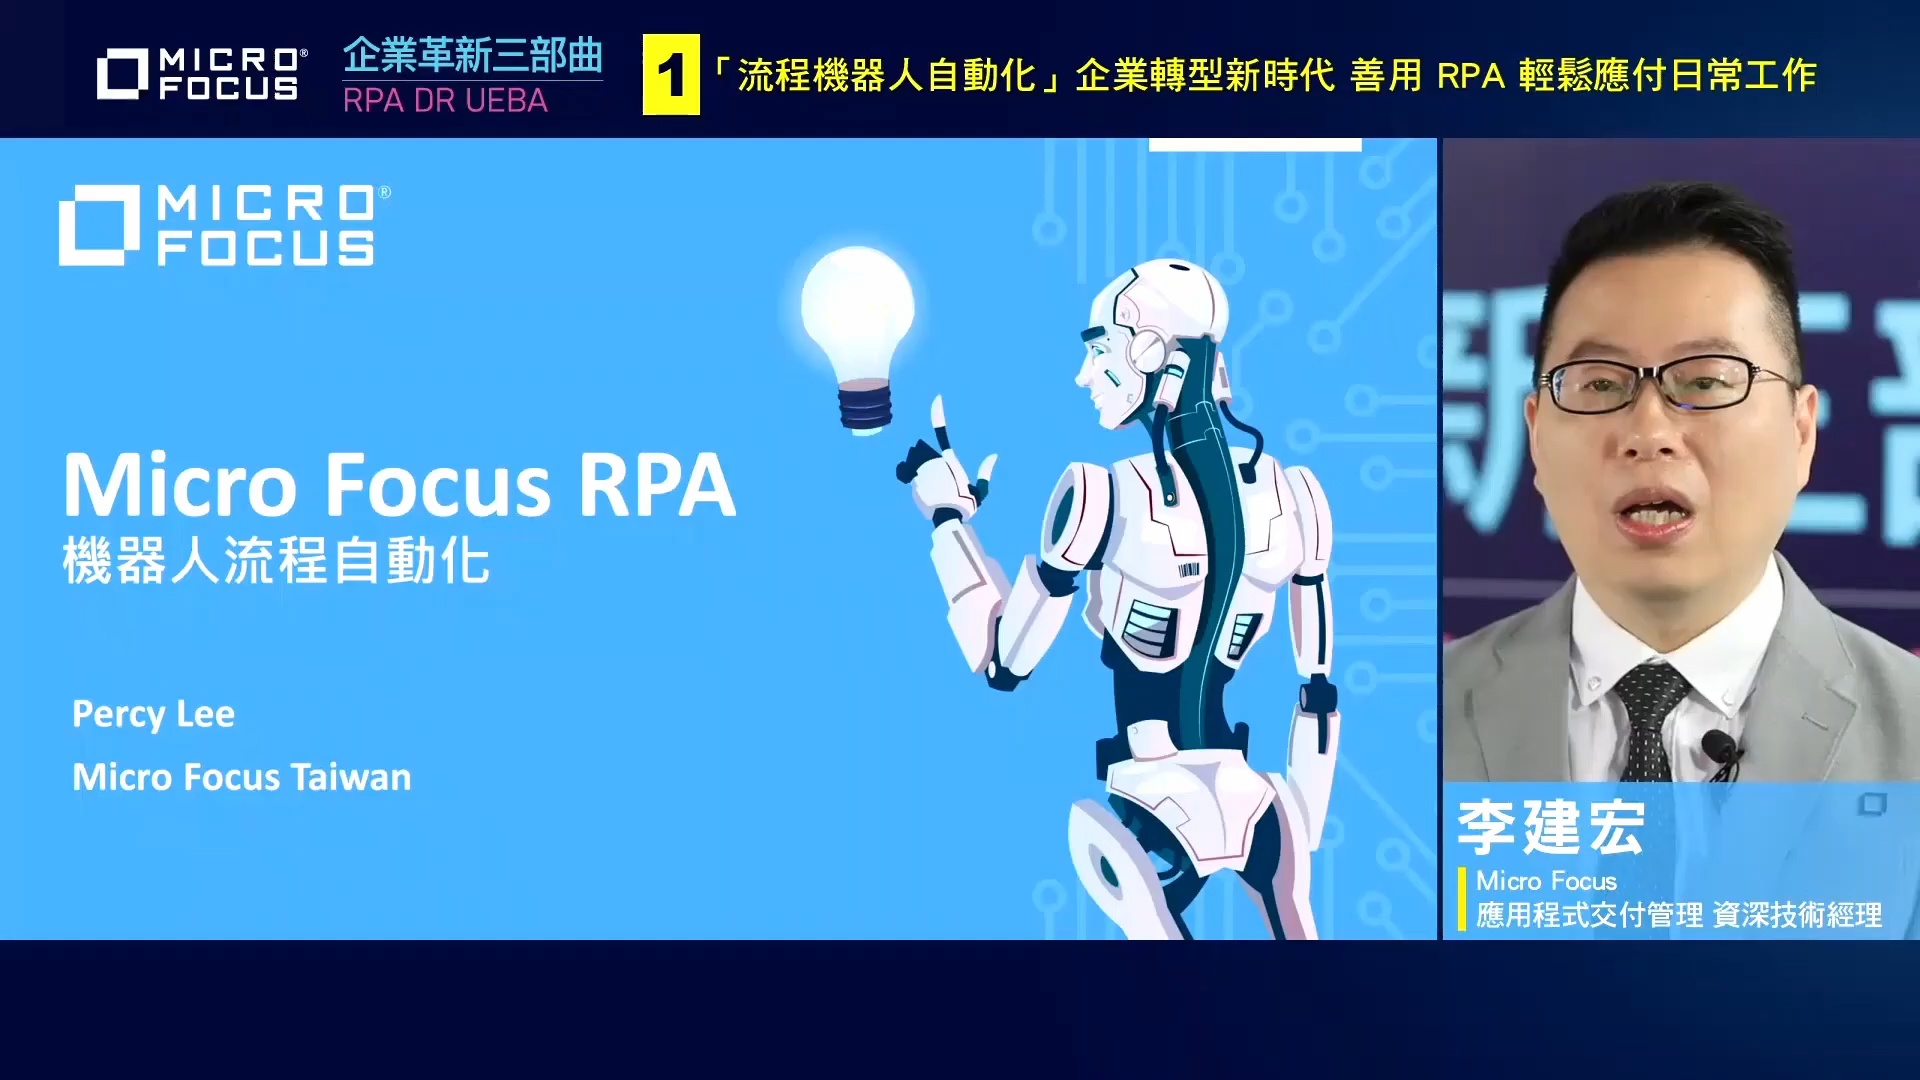 MICRO FOCUS®
企業革新三部曲
RPA DR UEBA
1
「流程機器人自動化」企業轉型新時代 善用 RPA 輕鬆應付日常工作
MICRO FOCUS®
Micro Focus RPA
機器人流程自動化
Percy Lee
Micro Focus Taiwan
新三部
李建宏
Micro Focus
應用程式交付管理 資深技術經理